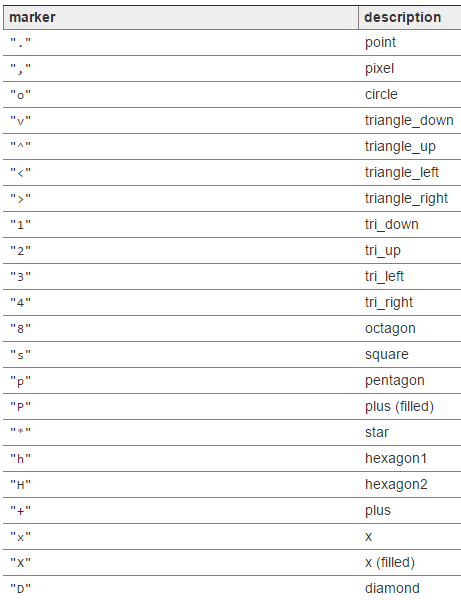 marker description
"." point
"," pixel
"o" circle
"v" triangle_down
"^" triangle_up
"<" triangle_left
">" triangle_right
"1" tri_down
"2" tri_up
"3" tri_left
"4" tri_right
"8" octagon
"s" square
"p" pentagon
"P" plus (filled)
"*" star
"h" hexagon1
"H" hexagon2
"+" plus
"x" x
"X" x (filled)
"D" diamond